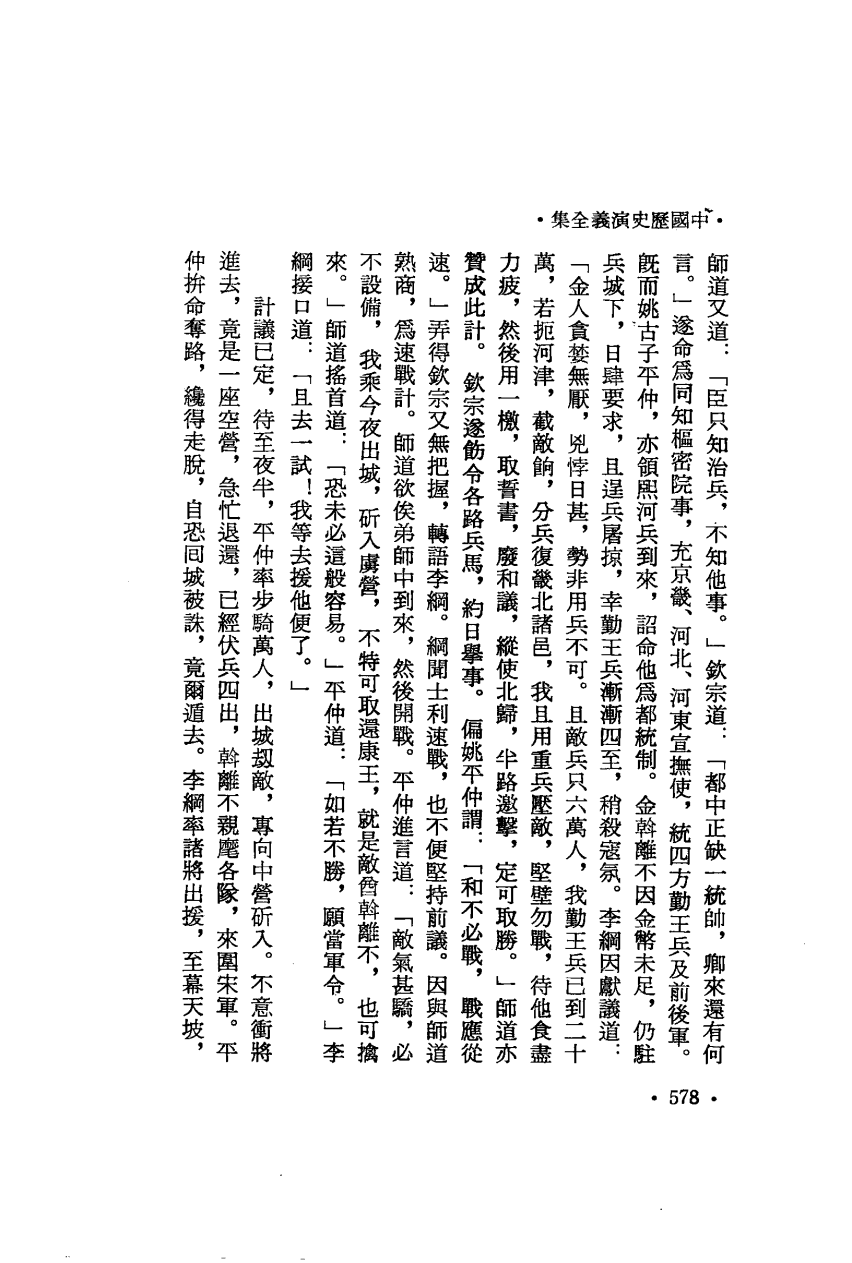 ·中國歷史演義全集·
師道又道：「臣只知治兵，不知他事。」欽宗道：「都中正缺一統帥，卿來還有何
言。」遂命爲同知樞密院事，充京畿、河北、河東宣撫使，統四方勤王兵及前後軍。
旣而姚古子平仲，亦領熙河兵到來，詔命他爲都統制。金斡離不因金幣未足，仍駐
兵城下，日肆要求，且逞兵屠掠，幸勤王兵漸漸四至，稍殺寇氛。李綱因獻議道：
「金人貪婪無厭，兇悖日甚，勢非用兵不可。且敵兵只六萬人，我勤王兵已到二十
萬，若扼河津，截敵餉，分兵復畿北諸邑，我且用重兵壓敵，堅壁勿戰，待他食盡
力疲，然後用一檄，取誓書，廢和議，縱使北歸，半路邀擊，定可取勝。」師道亦
贊成此計。欽宗遂飭令各路兵馬，約日擧事。偏姚平仲謂：「和不必戰，戰應從
速。」弄得欽宗又無把握，轉語李綱。綱聞士利速戰，也不便堅持前議。因與師道
熟商，爲速戰計。師道欲俟弟師中到來，然後開戰。平仲進言道：「敵氣甚驕，必
不設備，我乘今夜出城，斫入虜營，不特可取還康王，就是敵酋斡離不，也可擒
來。」師道搖首道：「恐未必這般容易。」平仲道：「如若不勝，願當軍令。」李
綱接口道：「且去一試！我等去援他便了。」
計議已定，待至夜半，平仲率步騎萬人，出城刼敵，專向中營斫入。不意衝將
進去，竟是一座空營，急忙退還，已經伏兵四出，斡離不親麾各隊，來圍宋軍。平
仲拚命奪路，纔得走脫，自恐囘城被誅，竟爾遁去。李綱率諸將出援，至幕天坡，
·578·